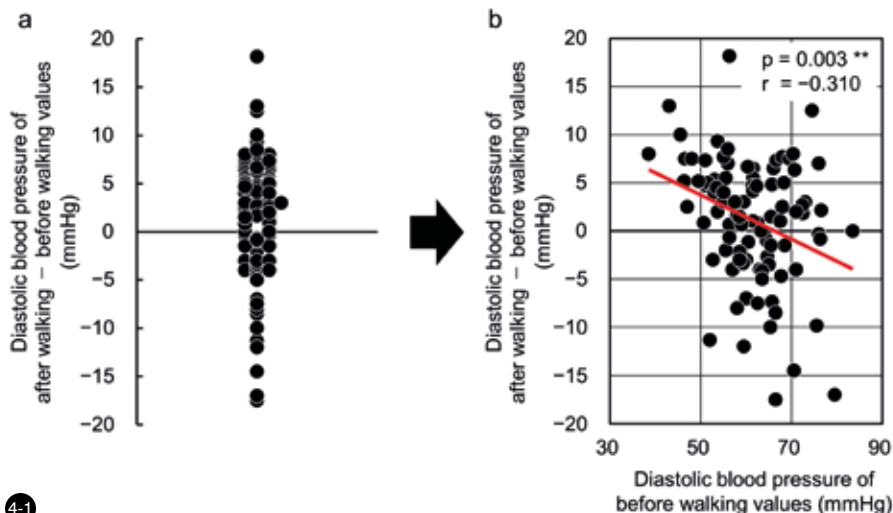 a
20
15
10
5
0
−5
−10
−15
−20
Diastolic blood pressure of
after walking − before walking values
(mmHg)
b
20
15
10
5
0
−5
−10
−15
−20
Diastolic blood pressure of
after walking − before walking values
(mmHg)
p = 0.003 **
r = −0.310
30
50
70
90
Diastolic blood pressure of
before walking values (mmHg)
4-1